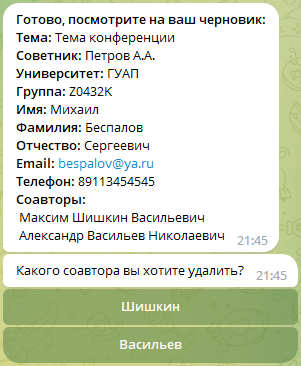 Готово, посмотрите на ваш черновик:
Тема: Тема конференции
Советник: Петров А.А.
Университет: ГУАП
Группа: Z0432K
Имя: Михаил
Фамилия: Беспалов
Отчество: Сергеевич
Email: bespalov@ya.ru
Телефон: 89113454545
Соавторы:
Максим Шишкин Васильевич
Александр Васильев Николаевич 21:45
Какого соавтора вы хотите удалить? 21:45
Шишкин
Васильев